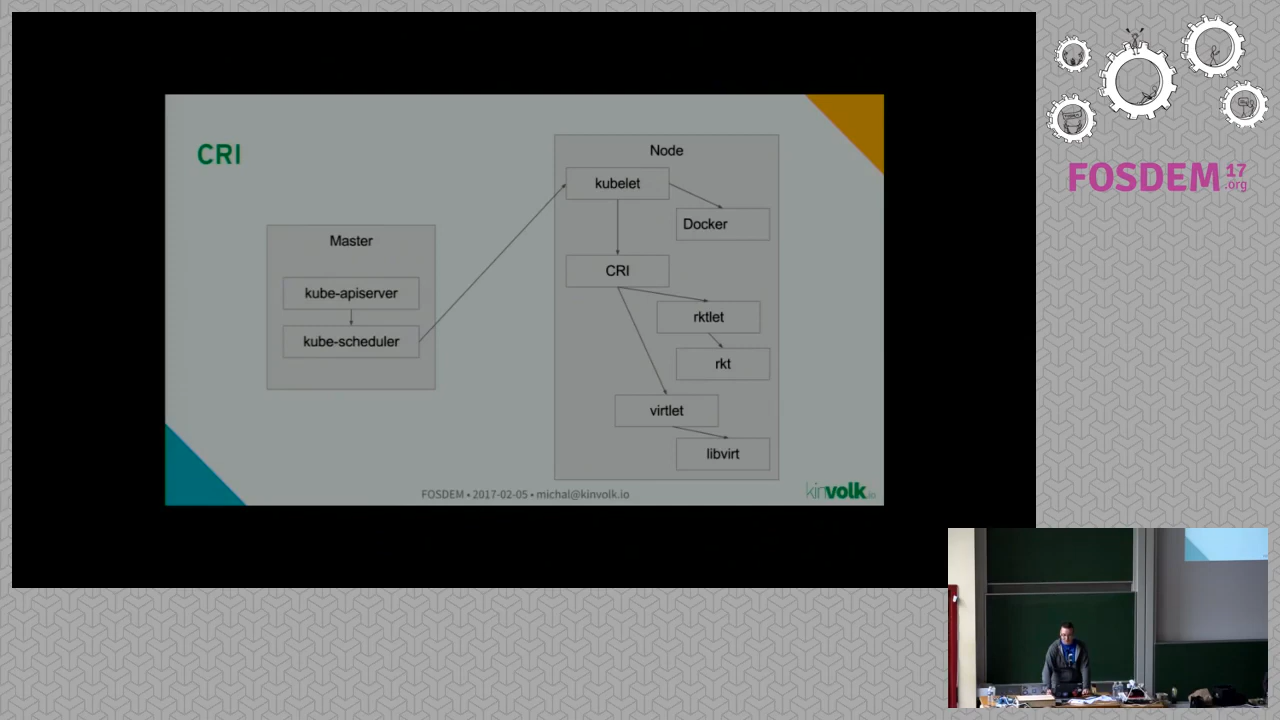 CRI
Master
kube-apiserver
kube-scheduler
Node
kubelet
Docker
CRI
rktlet
rkt
virtlet
libvirt
FOSDEM • 2017-02-05 • michal@kinvolk.io
kinvolk.io
FOSDEM 17
.org